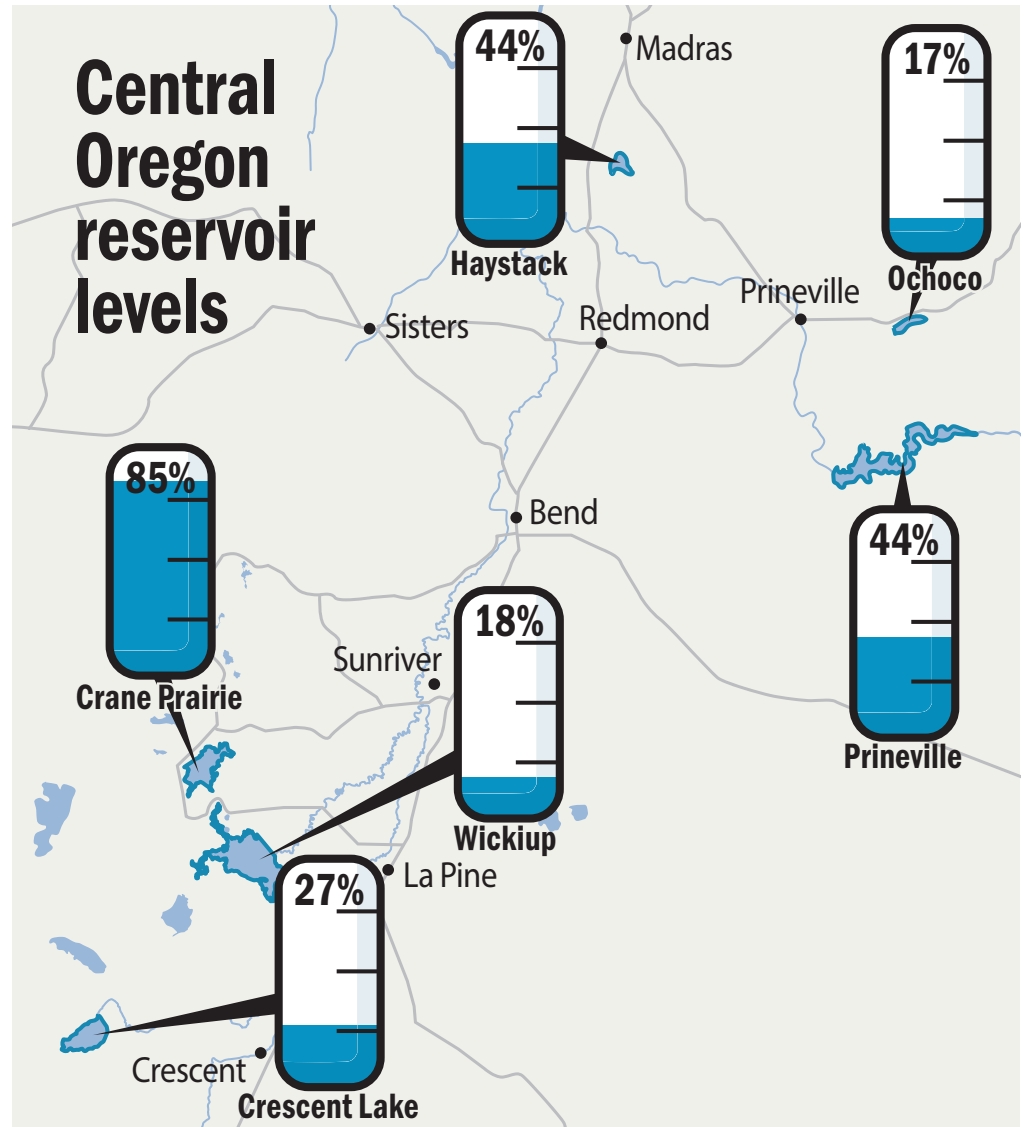 Central
Oregon
reservoir
levels
44%
Haystack
Madras
17%
Ochoco
Prineville
Sisters
Redmond
85%
Crane Prairie
Bend
44%
Prineville
18%
Wickiup
Sunriver
La Pine
27%
Crescent Lake
Crescent